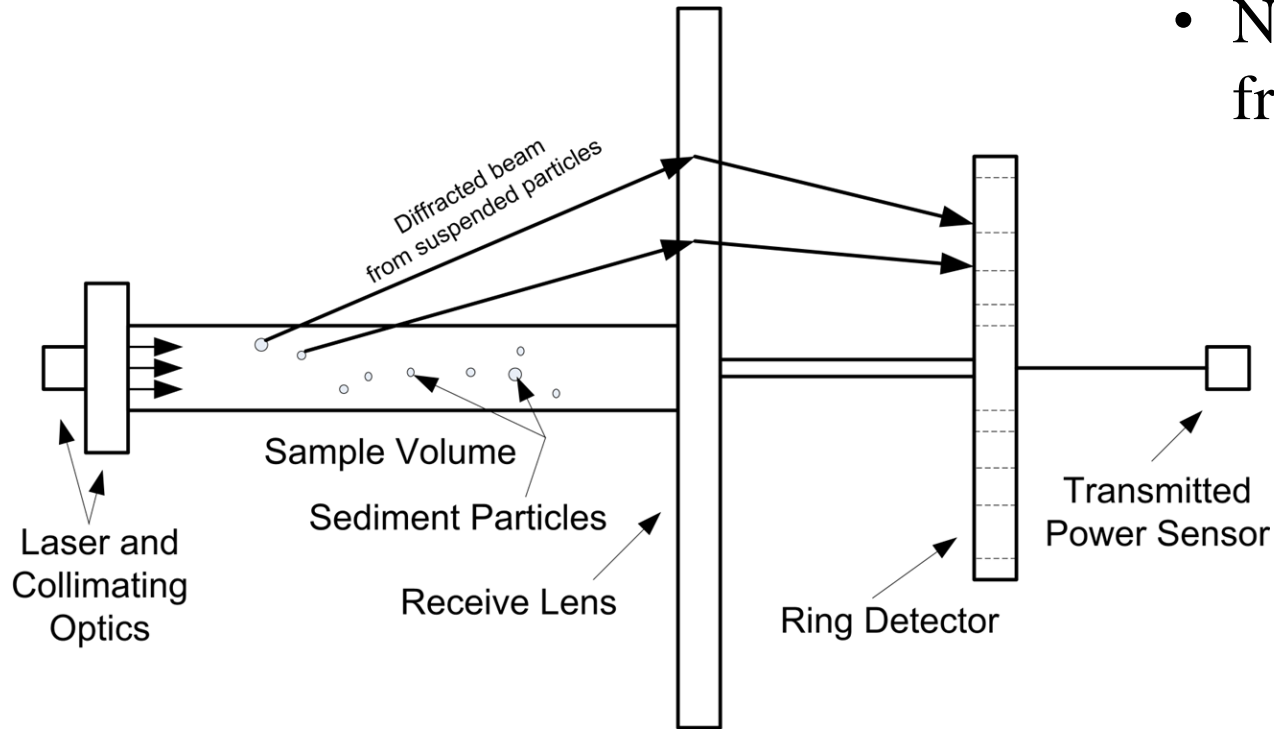 • N
fr
Diffracted beam
from suspended particles
Sample Volume
Sediment Particles
Laser and
Collimating
Optics
Receive Lens
Ring Detector
Transmitted
Power Sensor